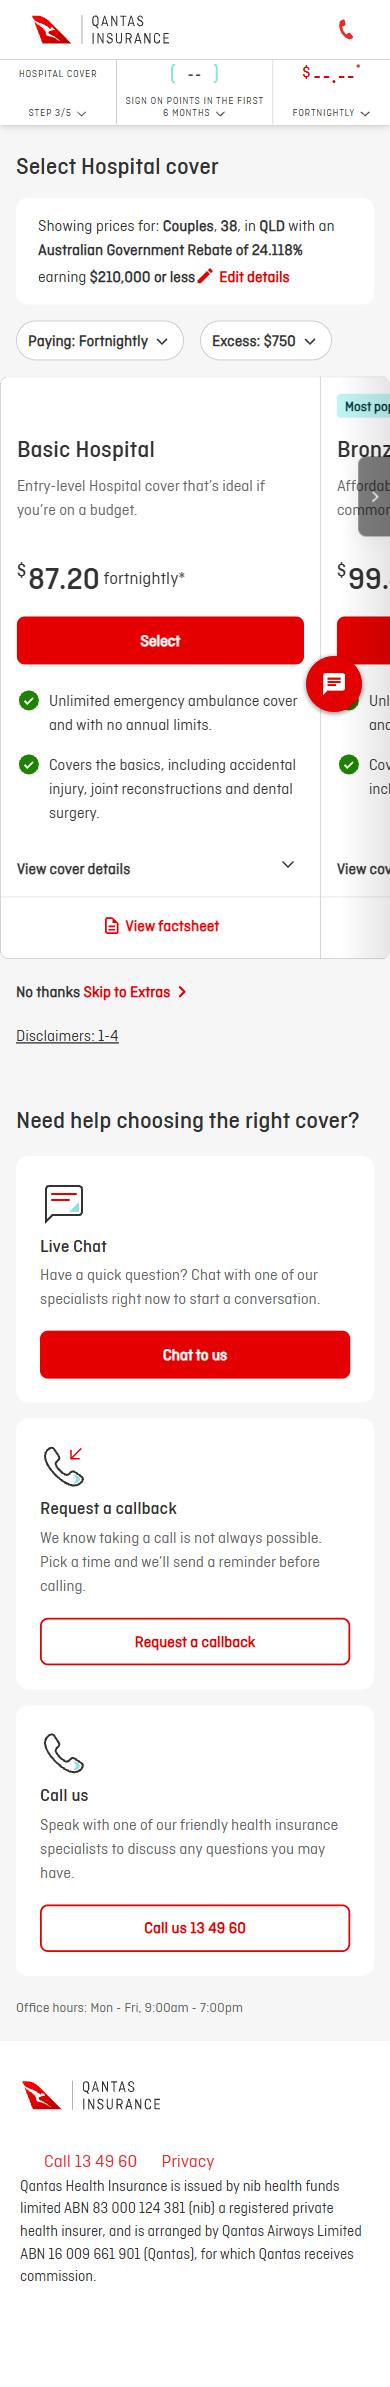 QANTAS
INSURANCE
HOSPITAL COVER
STEP 3/5
--
SIGN ON POINTS IN THE FIRST
6 MONTHS
$--.--*
FORTNIGHTLY
Select Hospital cover
Showing prices for: Couples, 38, in QLD with an
Australian Government Rebate of 24.118%
earning $210,000 or less Edit details
Paying: Fortnightly
Excess: $750
Basic Hospital
Entry-level Hospital cover that's ideal if
you're on a budget.
$87.20 fortnightly*
Select
Unlimited emergency ambulance cover
and with no annual limits.
Covers the basics, including accidental
injury, joint reconstructions and dental
surgery.
View cover details
View factsheet
Most
$99.
View
No thanks Skip to Extras
Disclaimers: 1-4
Need help choosing the right cover?
Live Chat
Have a quick question? Chat with one of our
specialists right now to start a conversation.
Chat to us
Request a callback
We know taking a call is not always possible.
Pick a time and we'll send a reminder before
calling.
Request a callback
Call us
Speak with one of our friendly health insurance
specialists to discuss any questions you may
have.
Call us 13 49 60
Office hours: Mon - Fri, 9:00am - 7:00pm
QANTAS
INSURANCE
Call 13 49 60 Privacy
Qantas Health Insurance is issued by nib health funds
limited ABN 83 000 124 381 (nib) a registered private
health insurer, and is arranged by Qantas Airways Limited
ABN 16 009 661 901 (Qantas), for which Qantas receives
commission.